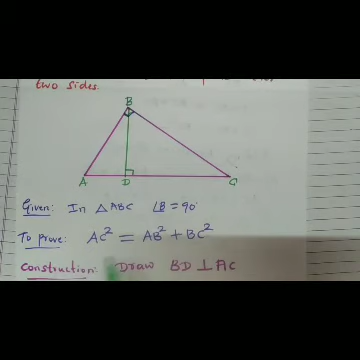 two sides.
B
A D C
Given: In △ABC ∠B = 90°
To prove: AC² = AB² + BC²
Construction: Draw BD ⊥ AC